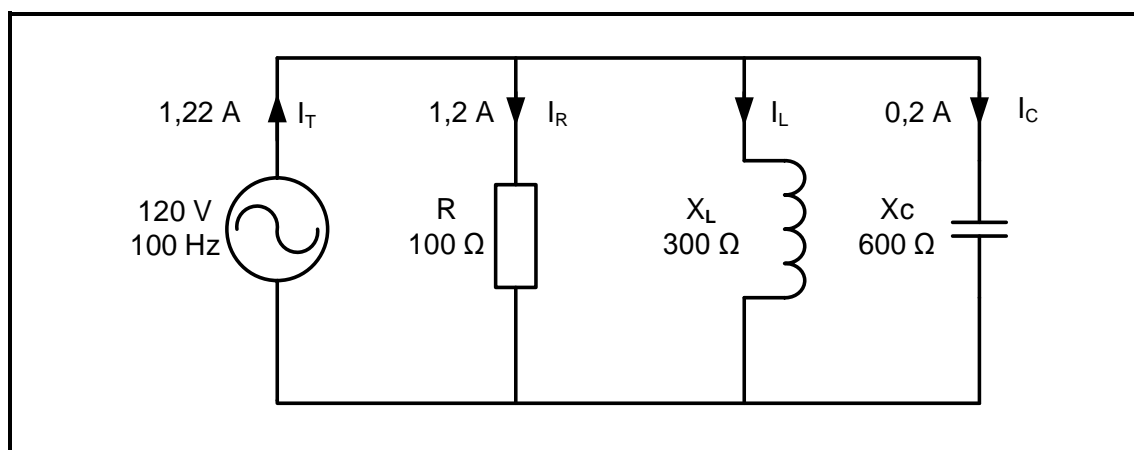 1,22 A I_T
1,2 A I_R
I_L
0,2 A I_C
120 V
100 Hz
R
100 Ω
X_L
300 Ω
Xc
600 Ω